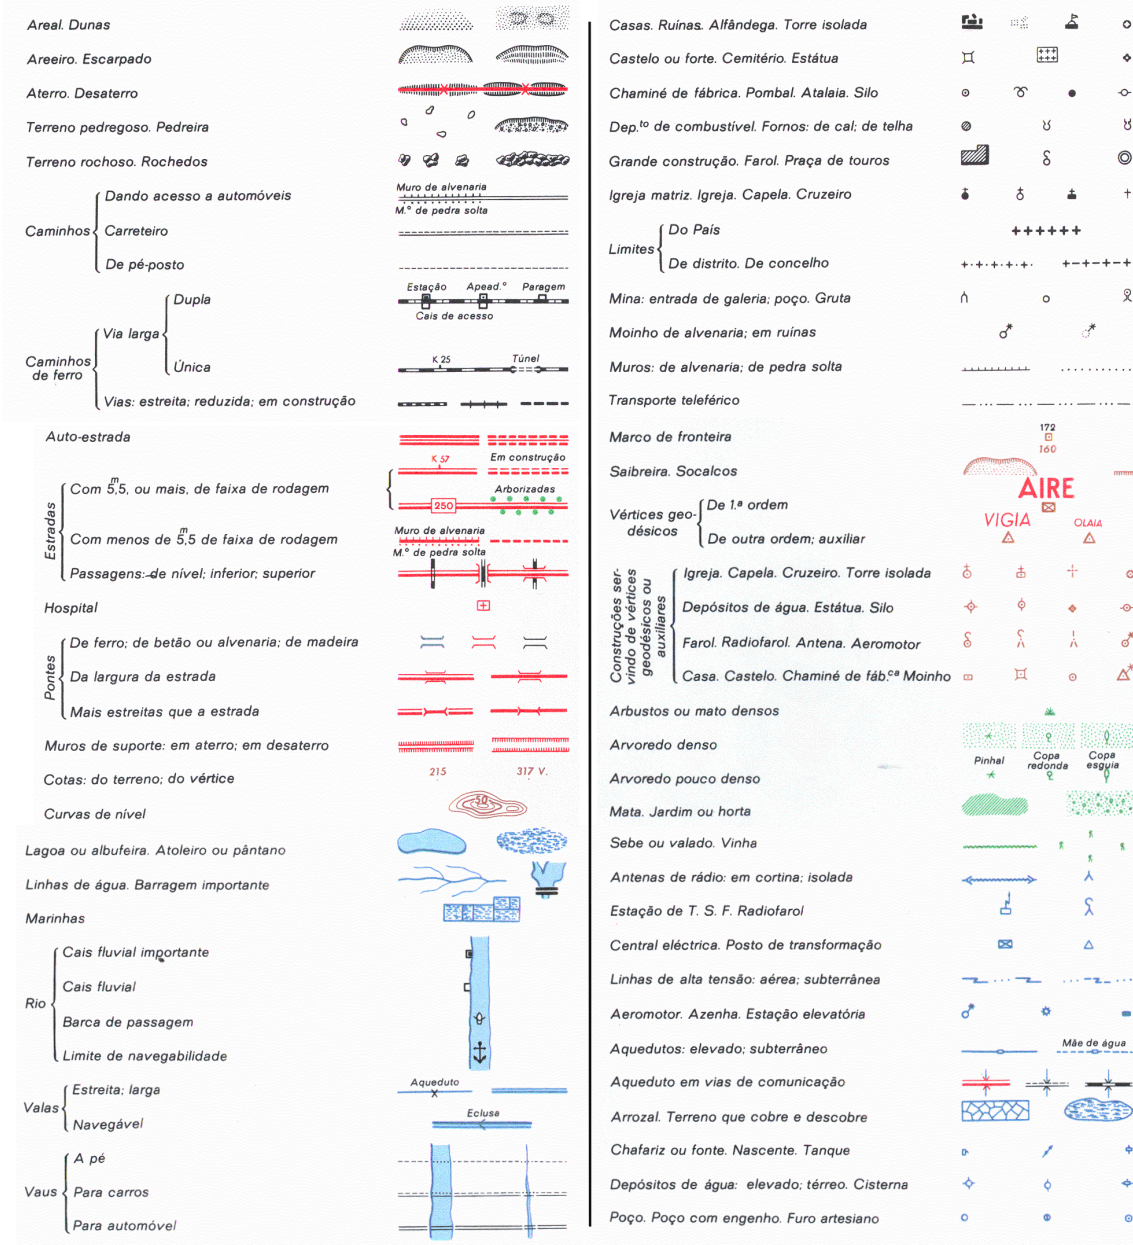 Areal. Dunas
Areeiro. Escarpado
Aterro. Desaterro
Terreno pedregoso. Pedreira
Terreno rochoso. Rochedos
Caminhos
Dando acesso a automóveis
Muro de alvenaria
M.º de pedra solta
Carreteiro
De pé-posto
Caminhos de ferro
Via larga
Dupla
Estação Apead.º Paragem
Cais de acesso
Única
K 25 Túnel
Vias: estreita; reduzida; em construção
Auto-estrada
Estradas
K 57 Em construção
Com 5,5, ou mais, de faixa de rodagem
m
250 Arborizadas
Com menos de 5,5 de faixa de rodagem
m
Muro de alvenaria
M.º de pedra solta
Passagens: de nível; inferior; superior
Hospital
Pontes
De ferro; de betão ou alvenaria; de madeira
Da largura da estrada
Mais estreitas que a estrada
Muros de suporte: em aterro; em desaterro
Cotas: do terreno; do vértice
215 317 V.
Curvas de nível
50
Lagoa ou albufeira. Atoleiro ou pântano
Linhas de água. Barragem importante
Marinhas
Rio
Cais fluvial importante
Cais fluvial
Barca de passagem
Limite de navegabilidade
Valas
Estreita; larga
Aqueduto
Navegável
Eclusa
Vaus
A pé
Para carros
Para automóvel
Casas. Ruínas. Alfândega. Torre isolada
Castelo ou forte. Cemitério. Estátua
Chaminé de fábrica. Pombal. Atalaia. Silo
Dep.to de combustível. Fornos: de cal; de telha
Grande construção. Farol. Praça de touros
Igreja matriz. Igreja. Capela. Cruzeiro
Limites
Do País
De distrito. De concelho
Mina: entrada de galeria; poço. Gruta
Moinho de alvenaria; em ruínas
Muros: de alvenaria; de pedra solta
Transporte teleférico
Marco de fronteira
172
160
Saibreira. Socalcos
Vértices geodésicos
De 1.ª ordem
AIRE
De outra ordem; auxiliar
VIGIA OLAIA
Construções ser-
vindo de vértices
geodésicos ou
auxiliares
Igreja. Capela. Cruzeiro. Torre isolada
Depósitos de água. Estátua. Silo
Farol. Radiofarol. Antena. Aeromotor
Casa. Castelo. Chaminé de fáb.ca Moinho
Arbustos ou mato densos
Arvoredo denso
Pinhal Copa redonda Copa esguia
Arvoredo pouco denso
Mata. Jardim ou horta
Sebe ou valado. Vinha
Antenas de rádio: em cortina; isolada
Estação de T. S. F. Radiofarol
Central eléctrica. Posto de transformação
Linhas de alta tensão: aérea; subterrânea
Aeromotor. Azenha. Estação elevatória
Aquedutos: elevado; subterrâneo
Mãe de água
Aqueduto em vias de comunicação
Arrozal. Terreno que cobre e descobre
Chafariz ou fonte. Nascente. Tanque
Depósitos de água: elevado; térreo. Cisterna
Poço. Poço com engenho. Furo artesiano